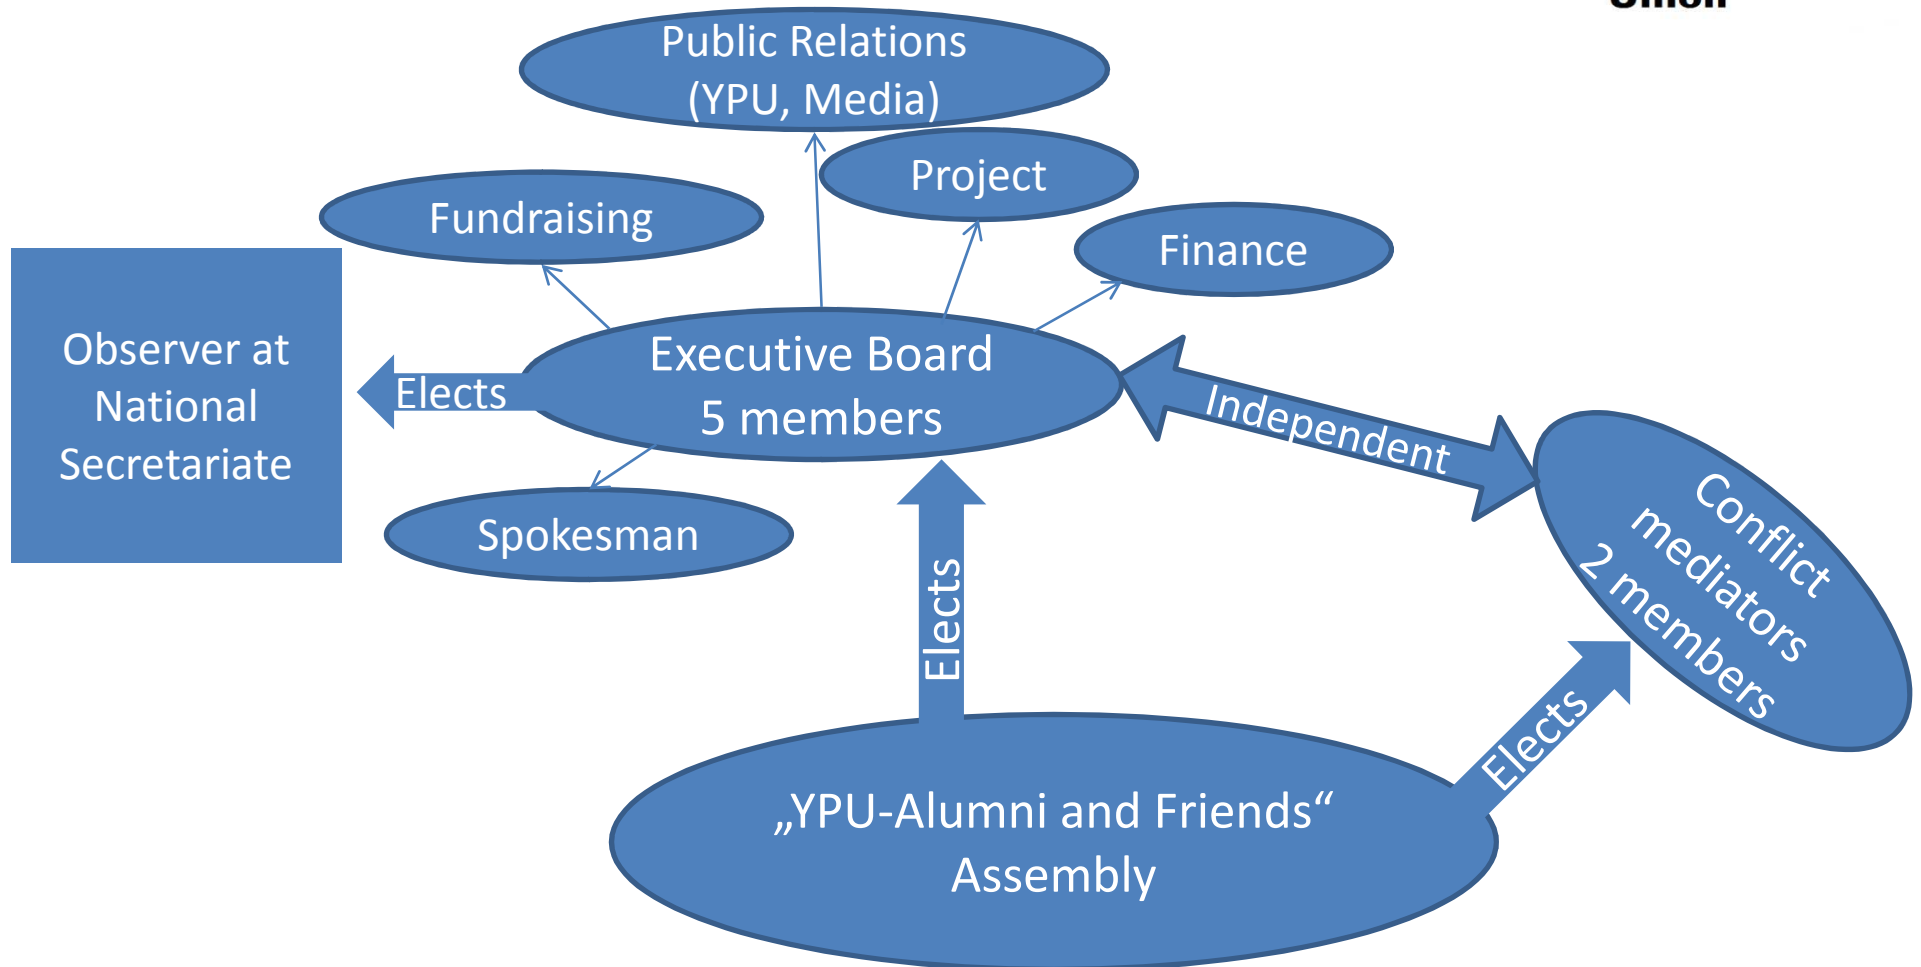 Public Relations
(YPU, Media)
Project
Fundraising
Finance
Observer at
National
Secretariate
Executive Board
5 members
Elects
Independent
Spokesman
Conflict
mediators
2 members
Elects
Elects
„YPU-Alumni and Friends“
Assembly